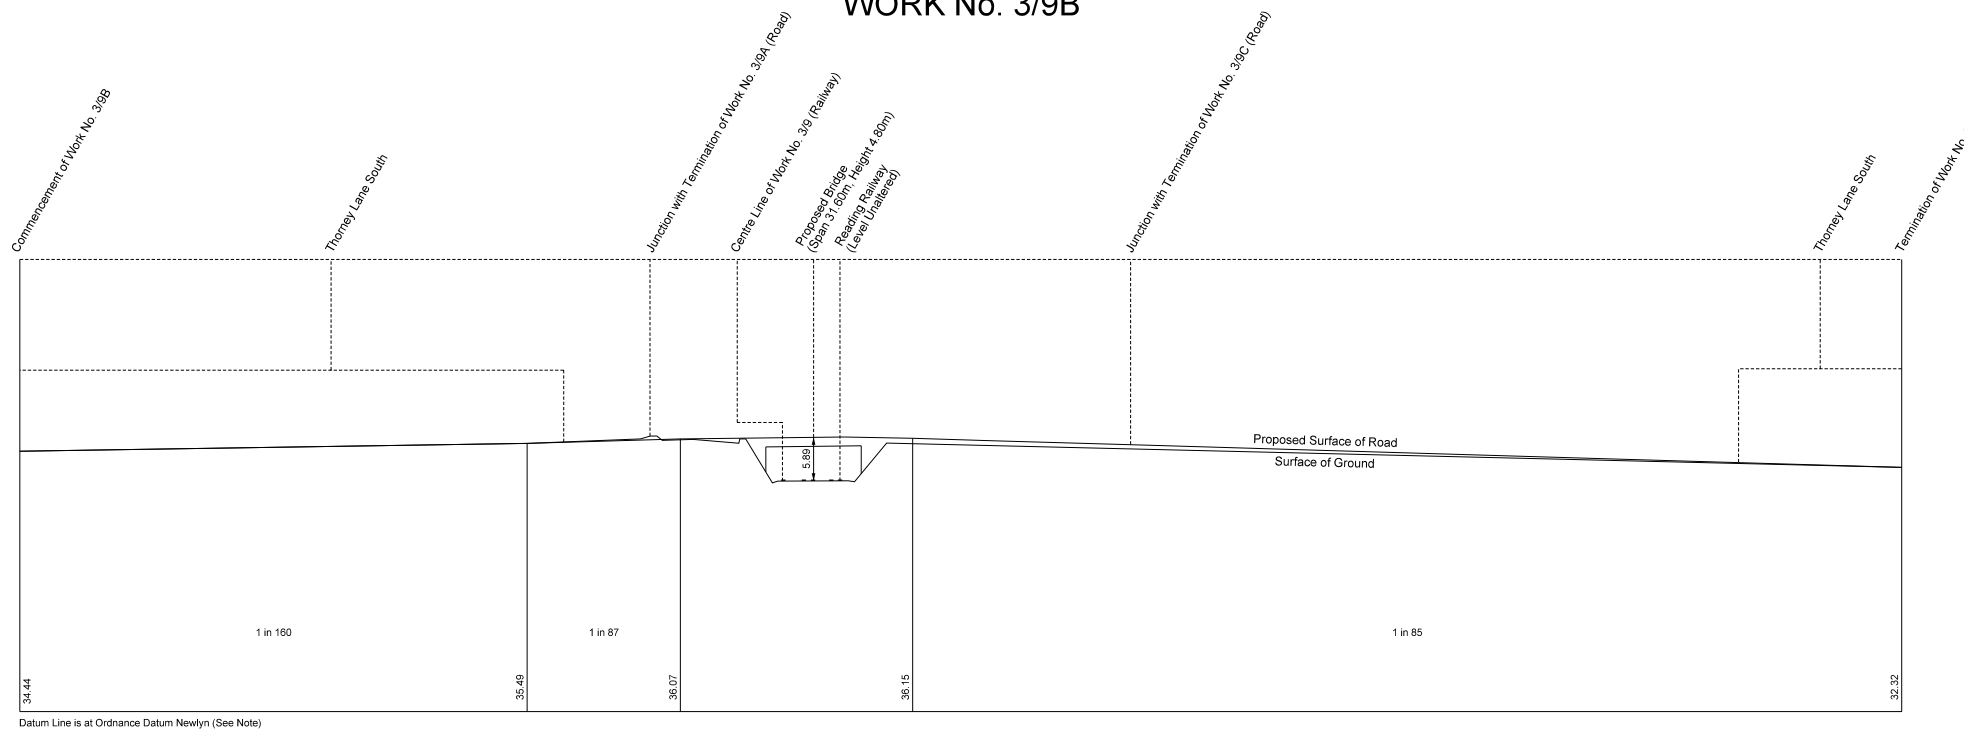 WORK No. 3/9B
Commencement of Work No. 3/9B
Thorney Lane South
Junction with Termination of Work No. 3/9A (Road)
Centre Line of Work No. 3/9 (Railway)
Proposed Bridge
(Span 31.60m, Height 4.80m)
Reading Railway
(Level Unaltered)
Junction with Termination of Work No. 3/9C (Road)
Thorney Lane South
Termination of Work No
5.89
Proposed Surface of Road
Surface of Ground
1 in 160
1 in 87
1 in 85
34.44
35.49
36.07
36.15
32.32
Datum Line is at Ordnance Datum Newlyn (See Note)